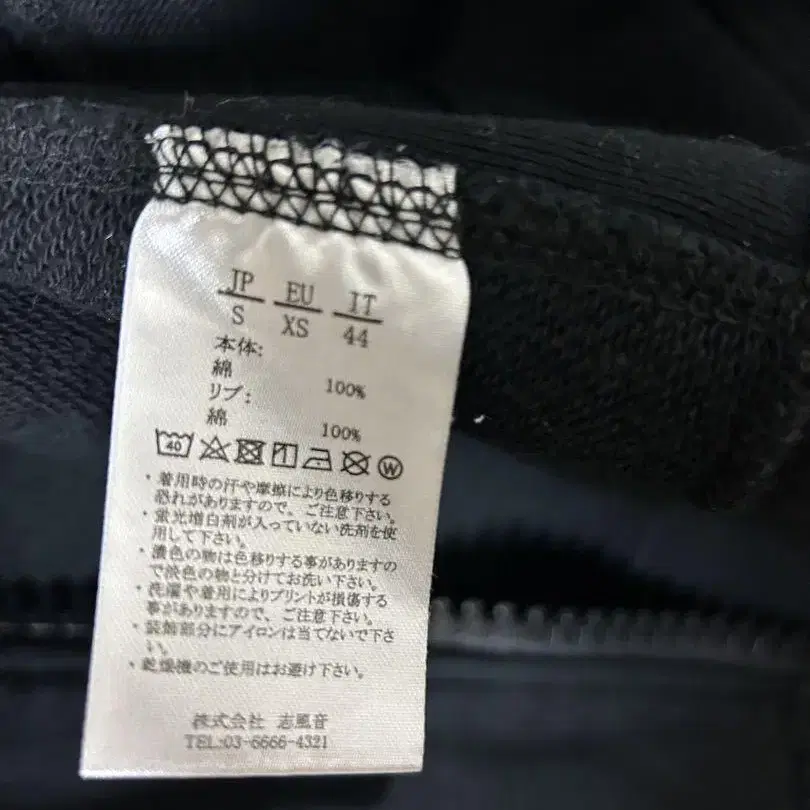 JP EU IT
S XS 44
本体:
綿 100%
リブ:
綿 100%
40 W
・着用時の汗や摩擦により色移りする
恐れがありますので、ご注意下さい。
・蛍光増白剤が入っていない洗剤を使
用して下さい。
・濃色の物は色移りする事があります
ので淡色の物と分けてお洗い下さい。
・洗濯や着用によりプリントが損傷する
事がありますので、ご注意下さい。
・装飾部分にアイロンは当てないで下さ
い。
・乾燥機のご使用はお避け下さい。
株式会社 志風音
TEL:03-6666-4321